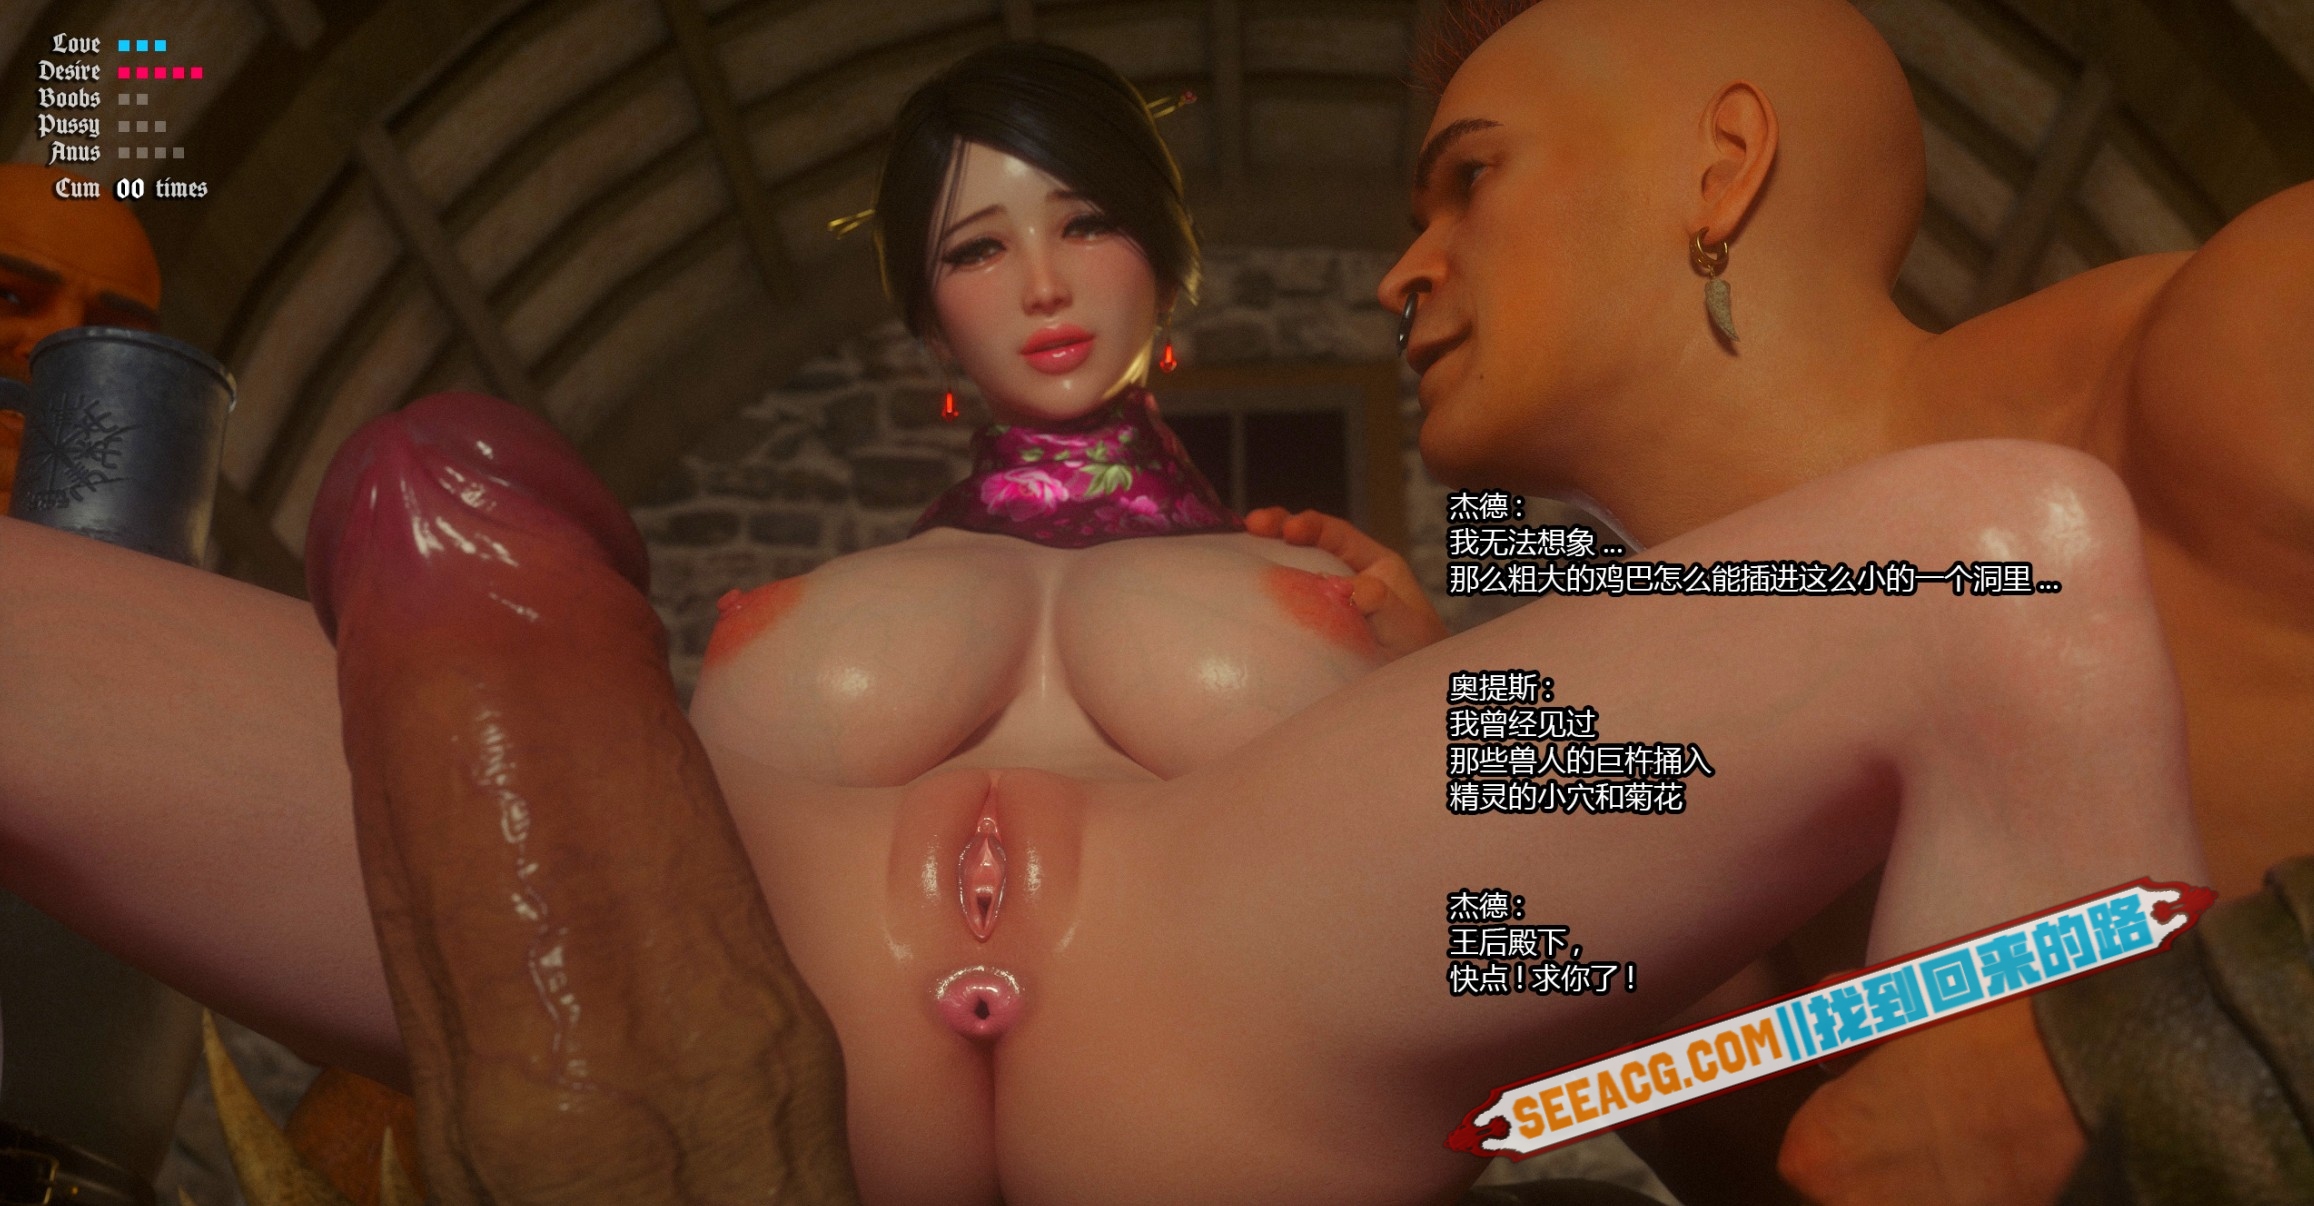 Love
Desire
Boobs
Pussy
Anus
Cum 00 times
杰德：
我无法想象...
那么粗大的鸡巴怎么能插进这么小的一个洞里...
奥提斯：
我曾经见过
那些兽人的巨杵捅入
精灵的小穴和菊花
杰德：
王后殿下，
快点！求你了！
SEEACG.COM||找到回来的路